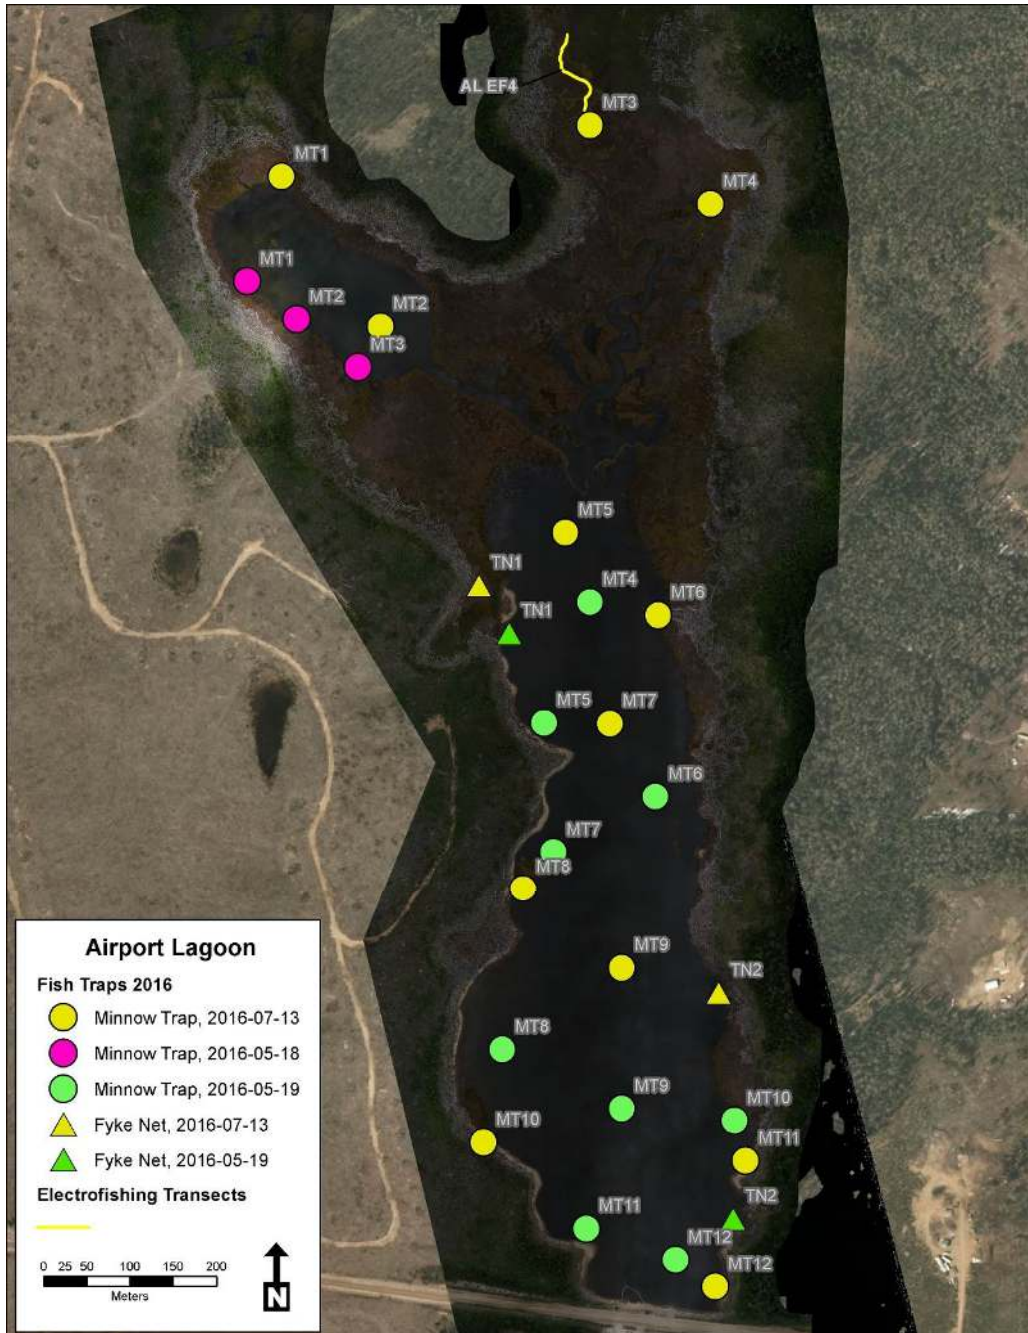 AL EF4
MT3
MT1
MT4
MT1
MT2
MT2
MT3
MT5
TN1
MT4
MT6
TN1
MT5
MT7
MT6
MT7
MT8
MT9
TN2
MT8
MT9
MT10
MT10
MT11
TN2
MT11
MT12
MT12
Airport Lagoon
Fish Traps 2016
Minnow Trap, 2016-07-13
Minnow Trap, 2016-05-18
Minnow Trap, 2016-05-19
Fyke Net, 2016-07-13
Fyke Net, 2016-05-19
Electrofishing Transects
0 25 50 100 150 200
Meters
N